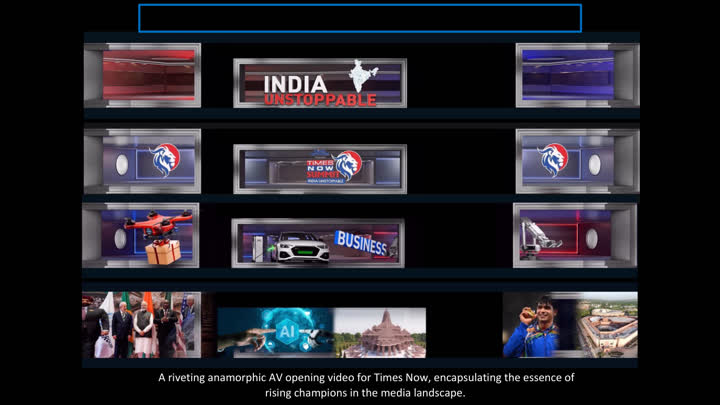 INDIA
UNSTOPPABLE
TIMES
NOW
SUMMIT
INDIA UNSTOPPABLE
BUSINESS
AI
A riveting anamorphic AV opening video for Times Now, encapsulating the essence of
rising champions in the media landscape.